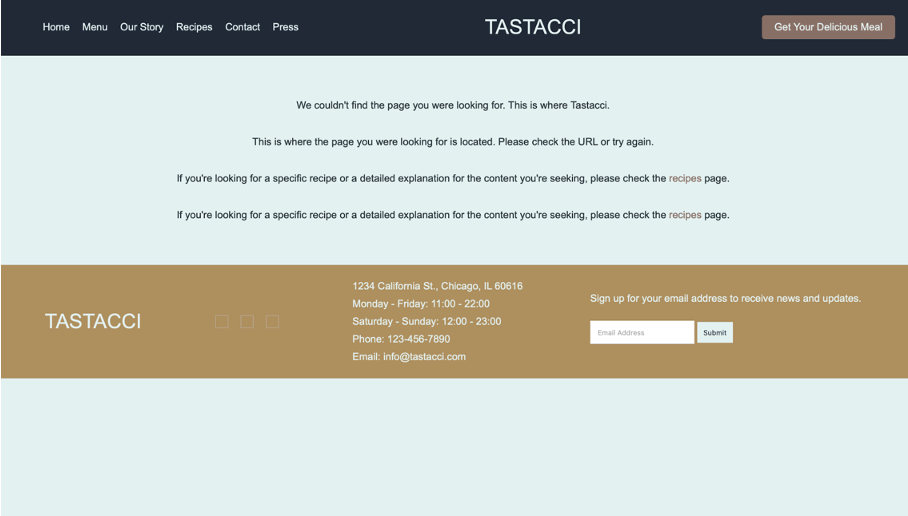 Home Menu Our Story Recipes Contact Press
TASTACCI
Get Your Delicious Meal
We couldn't find the page you were looking for. This is where Tastacci.
This is where the page you were looking for is located. Please check the URL or try again.
If you're looking for a specific recipe or a detailed explanation for the content you're seeking, please check the recipes page.
If you're looking for a specific recipe or a detailed explanation for the content you're seeking, please check the recipes page.
TASTACCI
1234 California St., Chicago, IL 60616
Monday - Friday: 11:00 - 22:00
Saturday - Sunday: 12:00 - 23:00
Phone: 123-456-7890
Email: info@tastacci.com
Sign up for your email address to receive news and updates.
Email Address
Submit